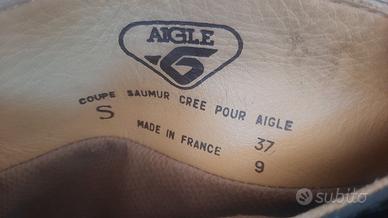 AIGLE
COUPE SAUMUR CREE POUR AIGLE
S 37
MADE IN FRANCE 9
subito